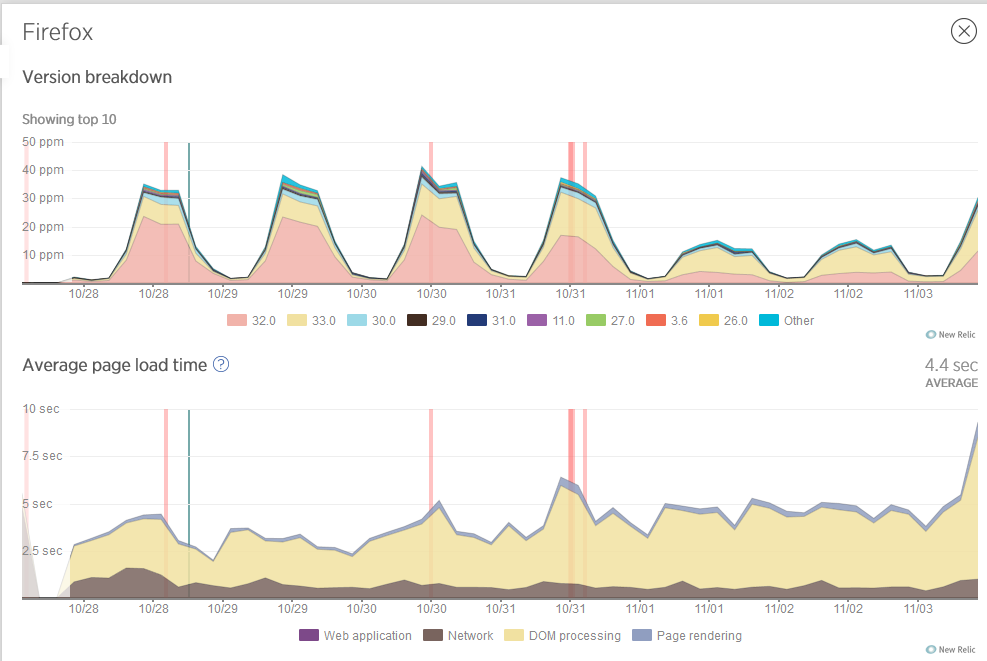 Firefox
Version breakdown
Showing top 10
50 ppm
40 ppm
30 ppm
20 ppm
10 ppm
10/28 10/28 10/29 10/29 10/30 10/30 10/31 10/31 11/01 11/01 11/02 11/02 11/03
32.0 33.0 30.0 29.0 31.0 11.0 27.0 3.6 26.0 Other
New Relic
Average page load time ?
4.4 sec
AVERAGE
10 sec
7.5 sec
5 sec
2.5 sec
10/28 10/28 10/29 10/29 10/30 10/30 10/31 10/31 11/01 11/01 11/02 11/02 11/03
Web application Network DOM processing Page rendering
New Relic